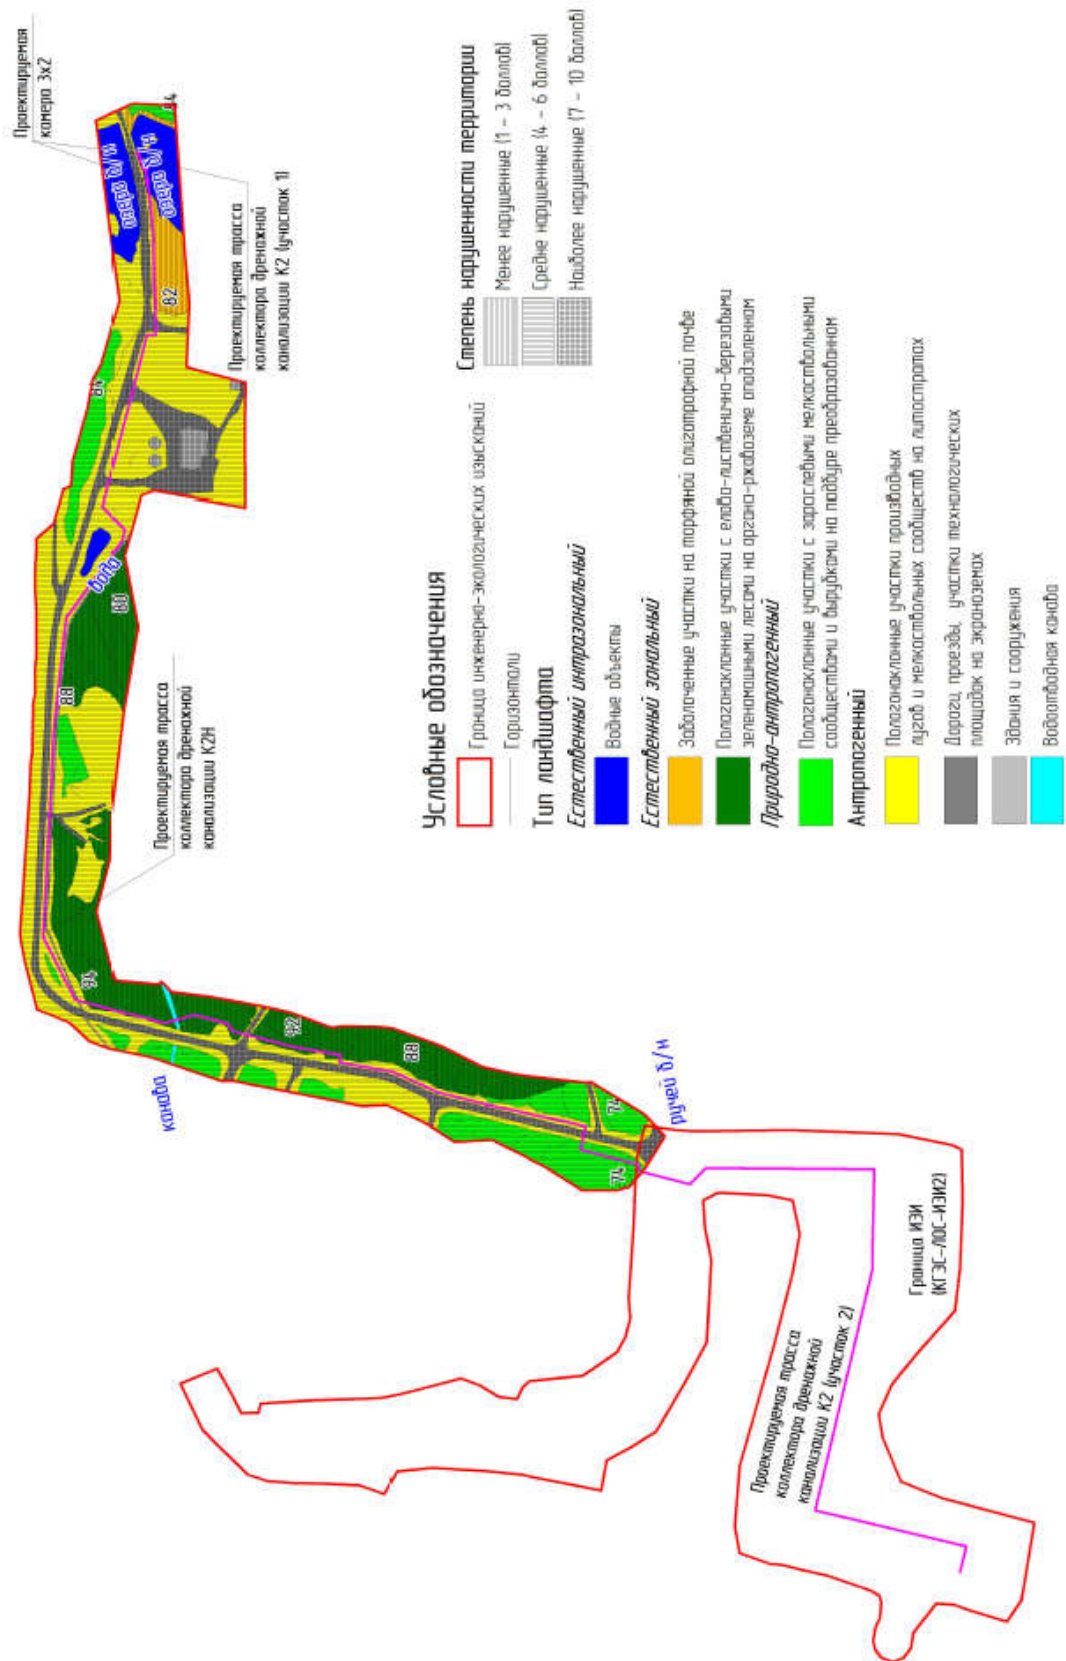 Проектируемая
камера 3х2
озеро б/н
озеро б/н
84
82
Проектируемая трасса
коллектора дренажной
канализации К2 (участок 1)
вода
80
88
Проектируемая трасса
коллектора дренажной
канализации К2Н
94
канава
92
88
74
74
ручей б/н
Граница ИЭИ
(КГЭС-ЛОС-ИЭИ2)
Проектируемая трасса
коллектора дренажной
канализации К2 (участок 2)
Условные обозначения
Граница инженерно-экологических изысканий
Горизонтали
Тип ландшафта
Естественный интразональный
Водные объекты
Естественный зональный
Заболоченные участки на торфяной олиготрофной почве
Пологонаклонные участки с елово-лиственично-березовыми
зеленомошными лесами на органо-ржавоземе оподзоленном
Природно-антропогенный
Пологонаклонные участки с зарослевыми мелкоствольными
сообществами и вырубками на подбуре преобразованном
Антропогенный
Пологонаклонные участки производных
лугов и мелкоствольных сообществ на литостратах
Дороги, проезды, участки технологических
площадок на экраноземах
Здания и сооружения
Водоотводная канава
Степень нарушенности территории
Менее нарушенные (1 – 3 баллов)
Средне нарушенные (4 – 6 баллов)
Наиболее нарушенные (7 – 10 баллов)